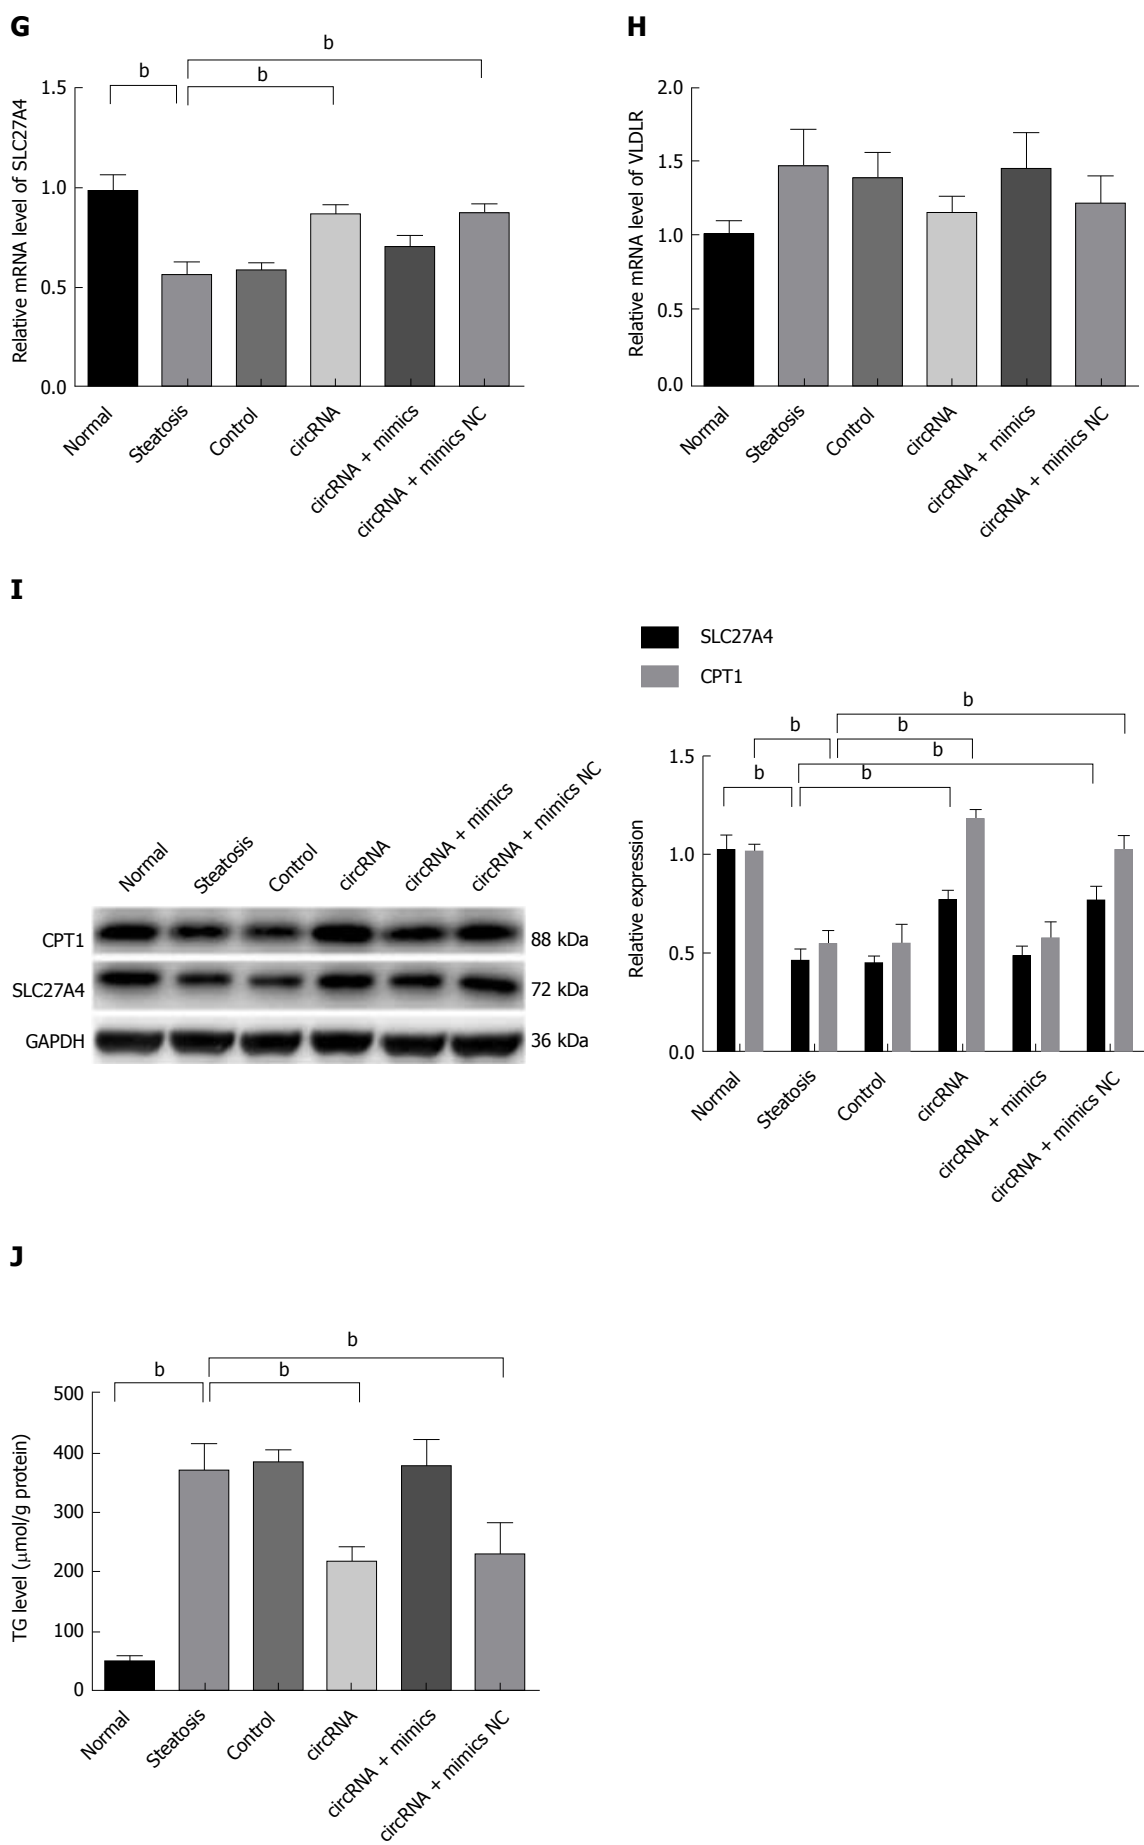 G
b
b
b
1.5
1.0
0.5
0.0
Relative mRNA level of SLC27A4
Normal
Steatosis
Control
circRNA
circRNA + mimics
circRNA + mimics NC
H
2.0
1.5
1.0
0.5
0.0
Relative mRNA level of VLDLR
Normal
Steatosis
Control
circRNA
circRNA + mimics
circRNA + mimics NC
I
Normal
Steatosis
Control
circRNA
circRNA + mimics
circRNA + mimics NC
CPT1 88 kDa
SLC27A4 72 kDa
GAPDH 36 kDa
SLC27A4
CPT1
b
b
b
b
b
b
1.5
1.0
0.5
0.0
Relative expression
Normal
Steatosis
Control
circRNA
circRNA + mimics
circRNA + mimics NC
J
b
b
b
500
400
300
200
100
0
TG level (μmol/g protein)
Normal
Steatosis
Control
circRNA
circRNA + mimics
circRNA + mimics NC